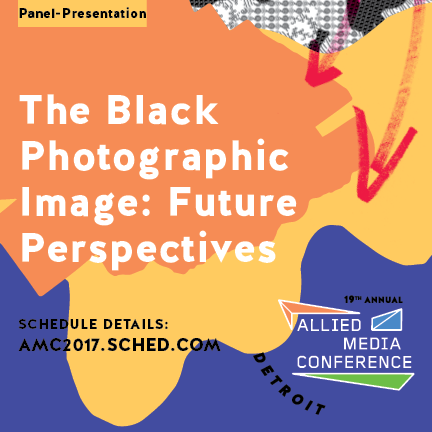 Panel-Presentation
The Black
Photographic
Image: Future
Perspectives
SCHEDULE DETAILS:
AMC2017.SCHED.COM
19TH ANNUAL
ALLIED
MEDIA
CONFERENCE
DETROIT